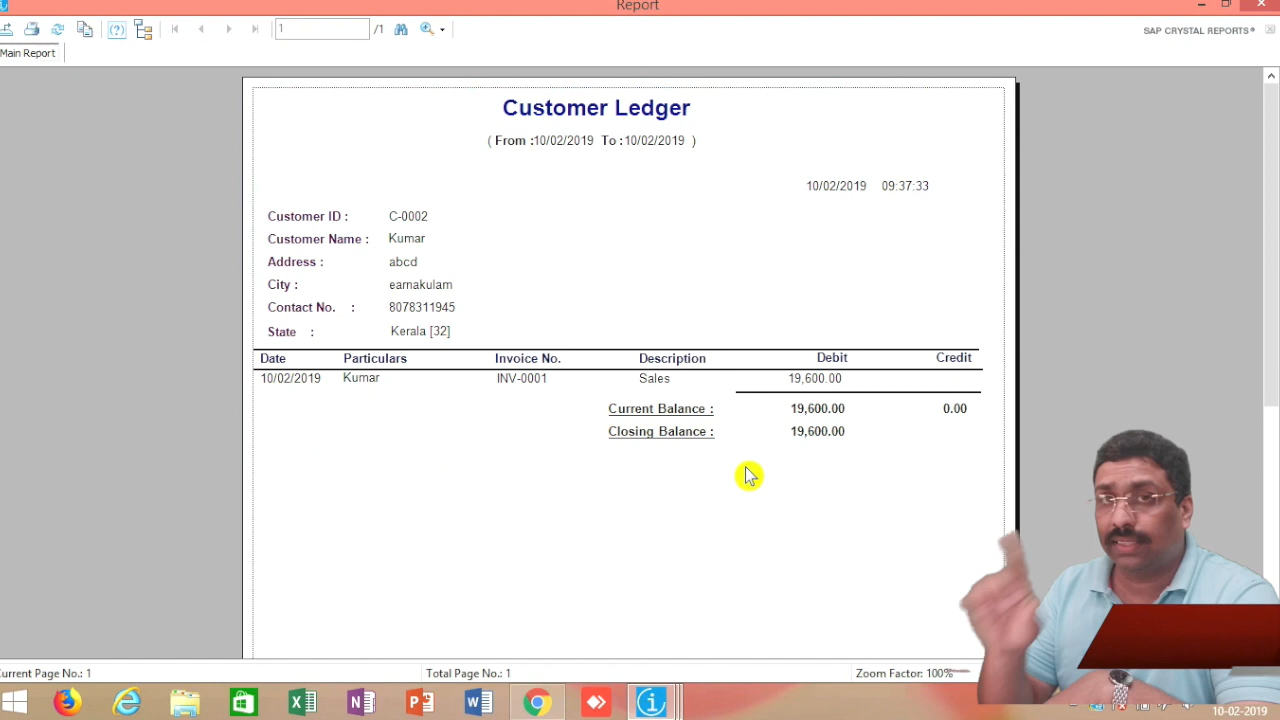 Report
1 /1
SAP CRYSTAL REPORTS®
Main Report
Customer Ledger
( From :10/02/2019 To :10/02/2019 )
10/02/2019 09:37:33
Customer ID : C-0002
Customer Name : Kumar
Address : abcd
City : earnakulam
Contact No. : 8078311945
State : Kerala [32]
Date Particulars Invoice No. Description Debit Credit
10/02/2019 Kumar INV-0001 Sales 19,600.00
Current Balance : 19,600.00 0.00
Closing Balance : 19,600.00
Current Page No.: 1 Total Page No.: 1 Zoom Factor: 100%
10-02-2019